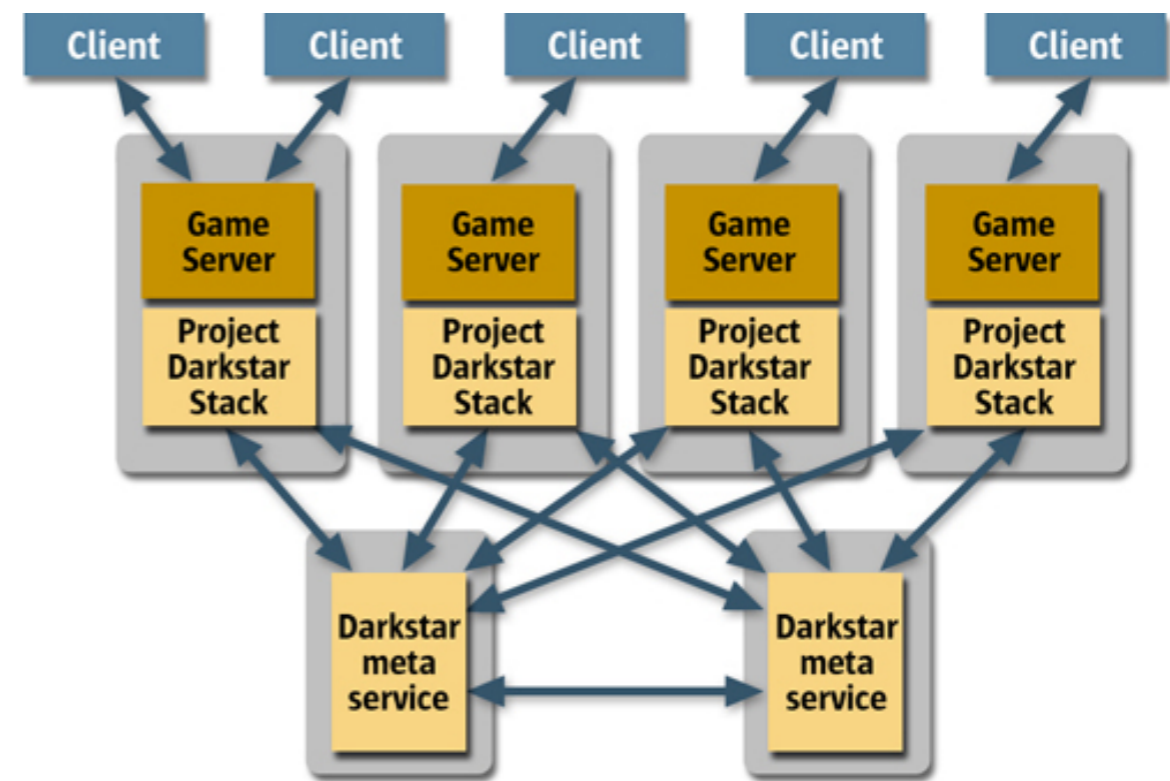 Client
Client
Client
Client
Client
Game
Server
Game
Server
Game
Server
Game
Server
Project
Darkstar
Stack
Project
Darkstar
Stack
Project
Darkstar
Stack
Project
Darkstar
Stack
Darkstar
meta
service
Darkstar
meta
service